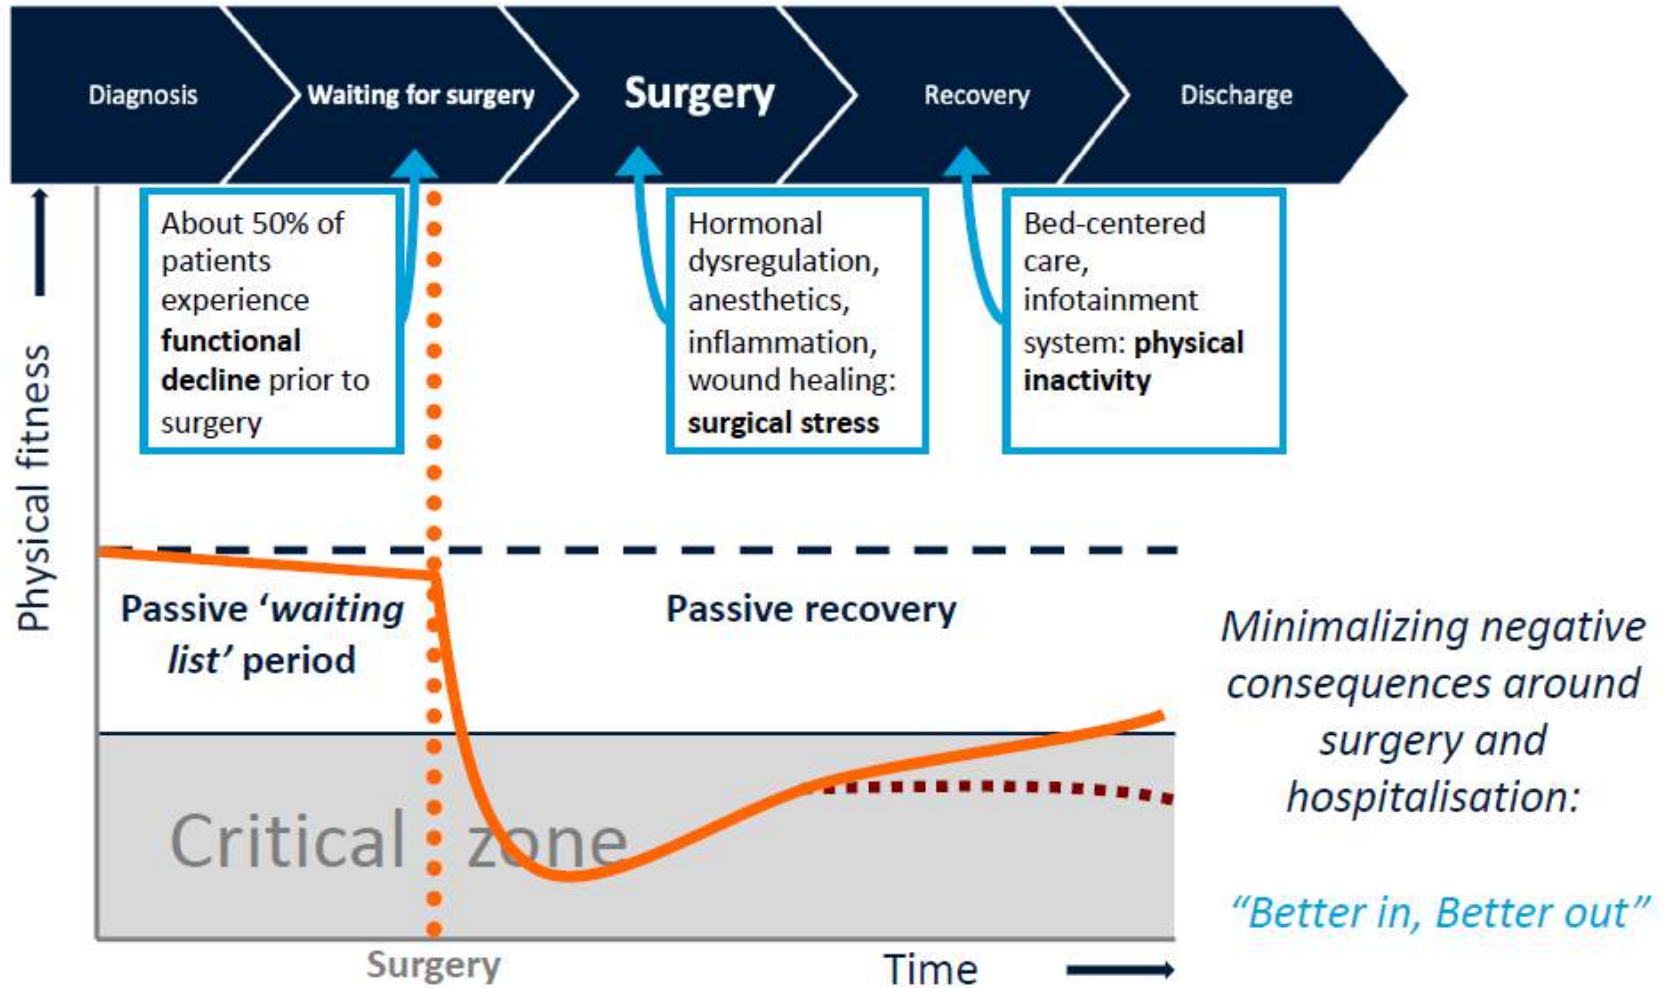 Diagnosis
Waiting for surgery
Surgery
Recovery
Discharge
About 50% of
patients
experience
functional
decline prior to
surgery
Hormonal
dysregulation,
anesthetics,
inflammation,
wound healing:
surgical stress
Bed-centered
care,
infotainment
system: physical
inactivity
Physical fitness
Passive ‘waiting
list’ period
Passive recovery
Critical zone
Surgery
Time
Minimalizing negative
consequences around
surgery and
hospitalisation:
“Better in, Better out”